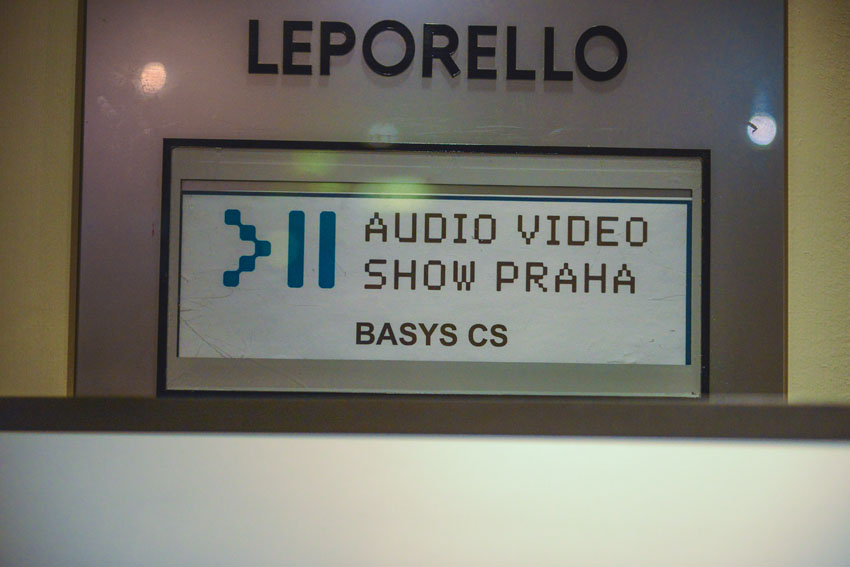 LEPORELLO
AUDIO VIDEO
SHOW PRAHA
BASYS CS